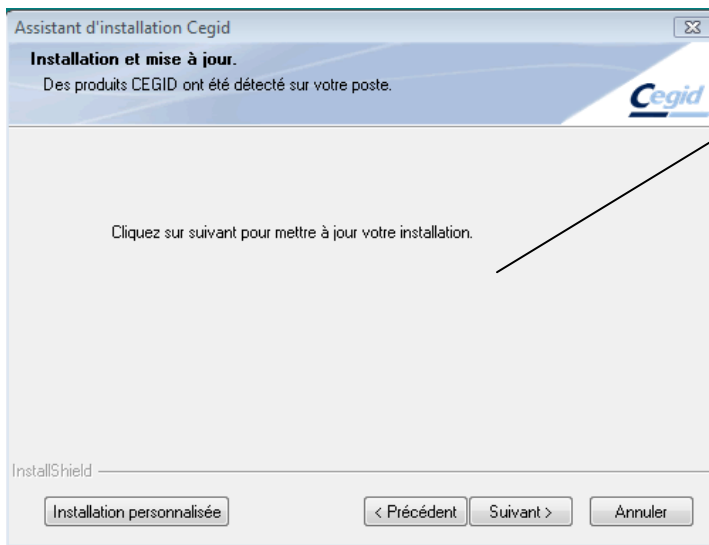 Assistant d'installation Cegid
Installation et mise à jour.
Des produits CEGID ont été détecté sur votre poste.
Cegid
Cliquez sur suivant pour mettre à jour votre installation.
InstallShield
Installation personnalisée
< Précédent
Suivant >
Annuler